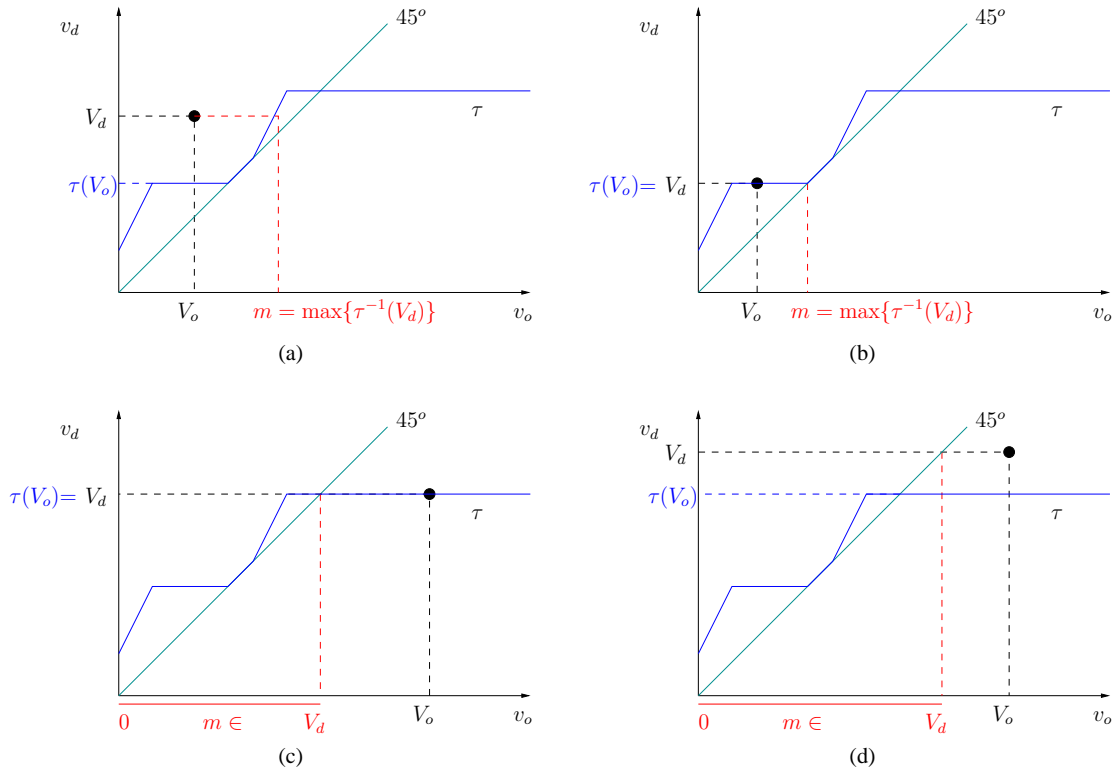 v_d
45^o
V_d
τ
τ(V_o)
V_o
m = max{τ^{-1}(V_d)}
v_o
(a)
v_d
45^o
τ
τ(V_o)= V_d
V_o
m = max{τ^{-1}(V_d)}
v_o
(b)
v_d
45^o
τ(V_o)= V_d
τ
0
m ∈
V_d
V_o
v_o
(c)
v_d
45^o
V_d
τ(V_o)
τ
0
m ∈
V_d
V_o
v_o
(d)